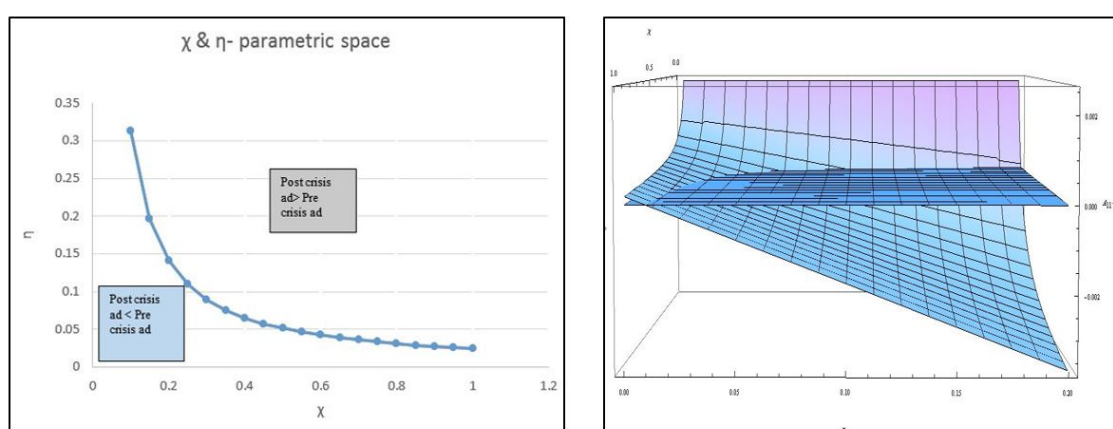 χ & η- parametric space
0.35
0.3
0.25
0.2
0.15
0.1
0.05
0
η
Post crisis
ad> Pre
crisis ad
Post crisis
ad < Pre
crisis ad
0 0.2 0.4 0.6 0.8 1 1.2
χ
χ
1.0 0.5 0.0
0.002
0.000
-0.002
0.00 0.05 0.10 0.15 0.20